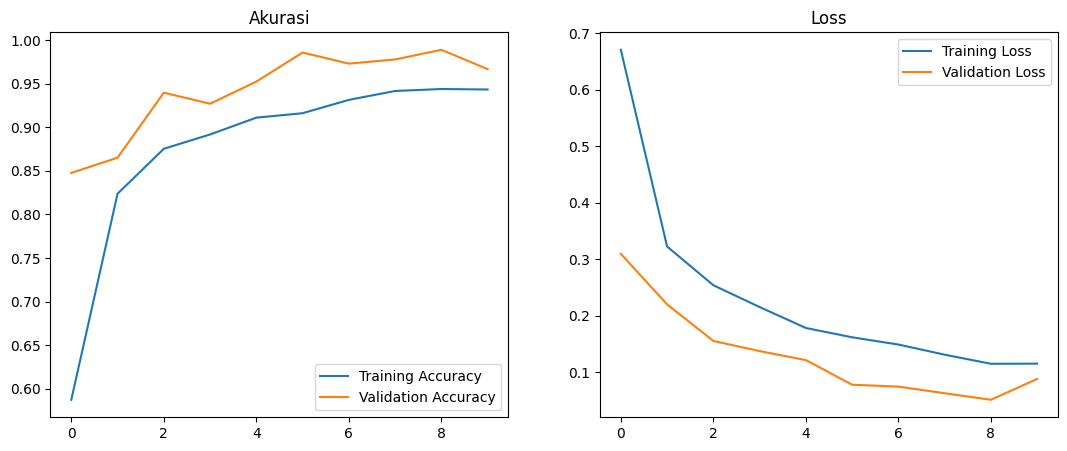 Akurasi
1.00
0.95
0.90
0.85
0.80
0.75
0.70
0.65
0.60
0 2 4 6 8
Training Accuracy
Validation Accuracy
Loss
0.7
0.6
0.5
0.4
0.3
0.2
0.1
0 2 4 6 8
Training Loss
Validation Loss